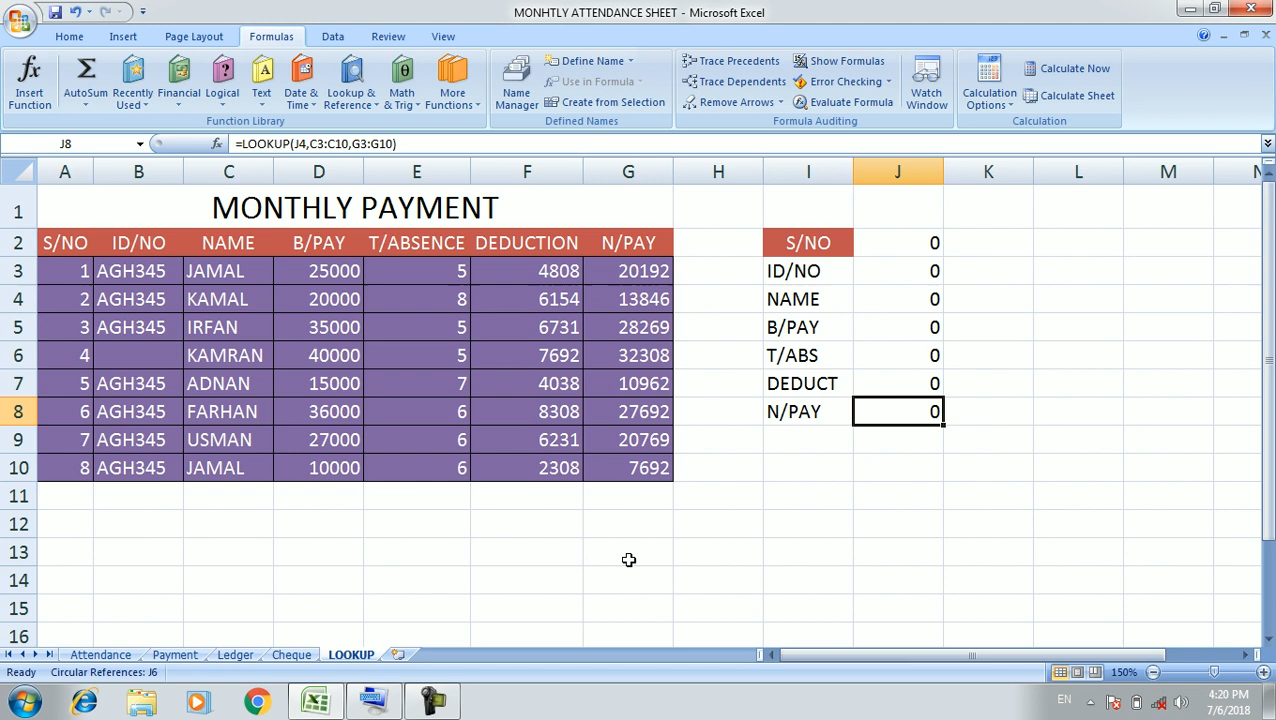 MONHTLY ATTENDANCE SHEET - Microsoft Excel
Home Insert Page Layout Formulas Data Review View
Insert Function
AutoSum
Recently Used
Financial
Logical
Text
Date & Time
Lookup & Reference
Math & Trig
More Functions
Function Library
Name Manager
Define Name
Use in Formula
Create from Selection
Defined Names
Trace Precedents
Trace Dependents
Remove Arrows
Show Formulas
Error Checking
Evaluate Formula
Formula Auditing
Watch Window
Calculation Options
Calculate Now
Calculate Sheet
Calculation
J8 fx =LOOKUP(J4,C3:C10,G3:G10)
A B C D E F G H I J K L M N
1 MONTHLY PAYMENT
2 S/NO ID/NO NAME B/PAY T/ABSENCE DEDUCTION N/PAY S/NO 0
3 1 AGH345 JAMAL 25000 5 4808 20192 ID/NO 0
4 2 AGH345 KAMAL 20000 8 6154 13846 NAME 0
5 3 AGH345 IRFAN 35000 5 6731 28269 B/PAY 0
6 4 KAMRAN 40000 5 7692 32308 T/ABS 0
7 5 AGH345 ADNAN 15000 7 4038 10962 DEDUCT 0
8 6 AGH345 FARHAN 36000 6 8308 27692 N/PAY 0
9 7 AGH345 USMAN 27000 6 6231 20769
10 8 AGH345 JAMAL 10000 6 2308 7692
11
12
13
14
15
16
Attendance Payment Ledger Cheque LOOKUP
Ready Circular References: J6 150%
EN 4:20 PM
7/6/2018